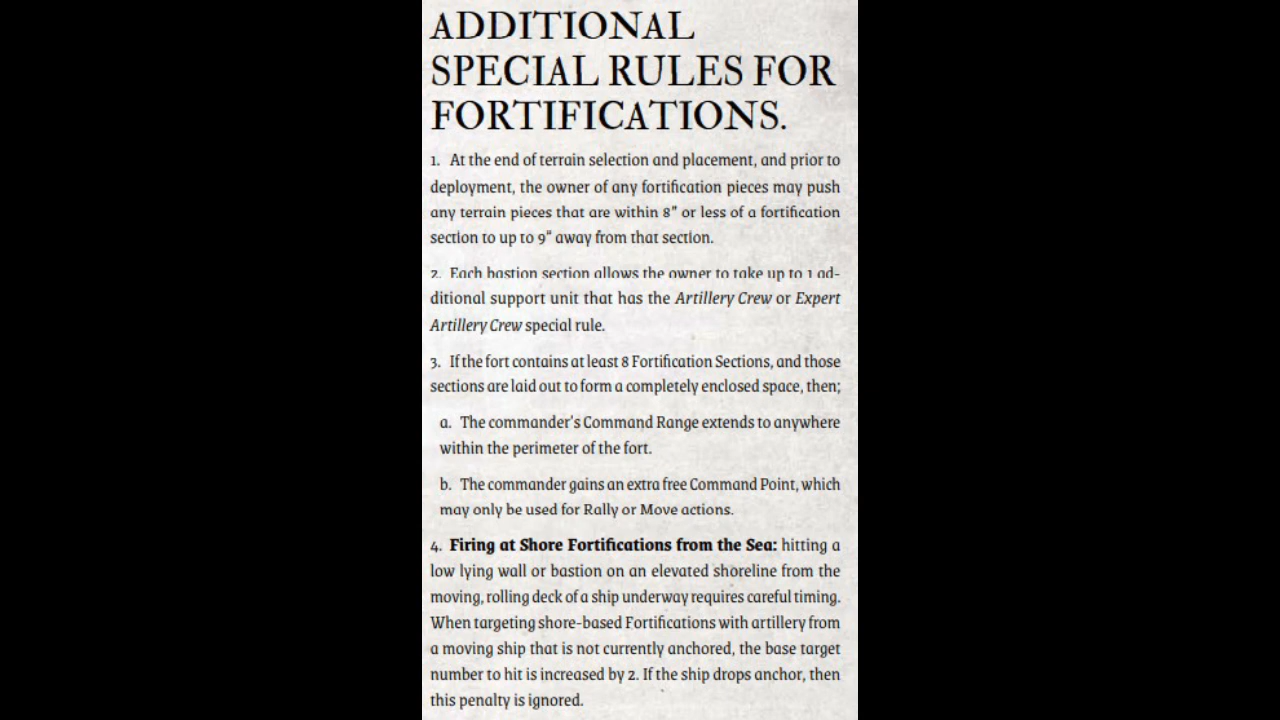 ADDITIONAL
SPECIAL RULES FOR
FORTIFICATIONS.
1. At the end of terrain selection and placement, and prior to
deployment, the owner of any fortification pieces may push
any terrain pieces that are within 8" or less of a fortification
section to up to 9" away from that section.
2. Each bastion section allows the owner to take up to 1 ad-
ditional support unit that has the Artillery Crew or Expert
Artillery Crew special rule.
3. If the fort contains at least 8 Fortification Sections, and those
sections are laid out to form a completely enclosed space, then;
a. The commander's Command Range extends to anywhere
within the perimeter of the fort.
b. The commander gains an extra free Command Point, which
may only be used for Rally or Move actions.
4. Firing at Shore Fortifications from the Sea: hitting a
low lying wall or bastion on an elevated shoreline from the
moving, rolling deck of a ship underway requires careful timing.
When targeting shore-based Fortifications with artillery from
a moving ship that is not currently anchored, the base target
number to hit is increased by 2. If the ship drops anchor, then
this penalty is ignored.